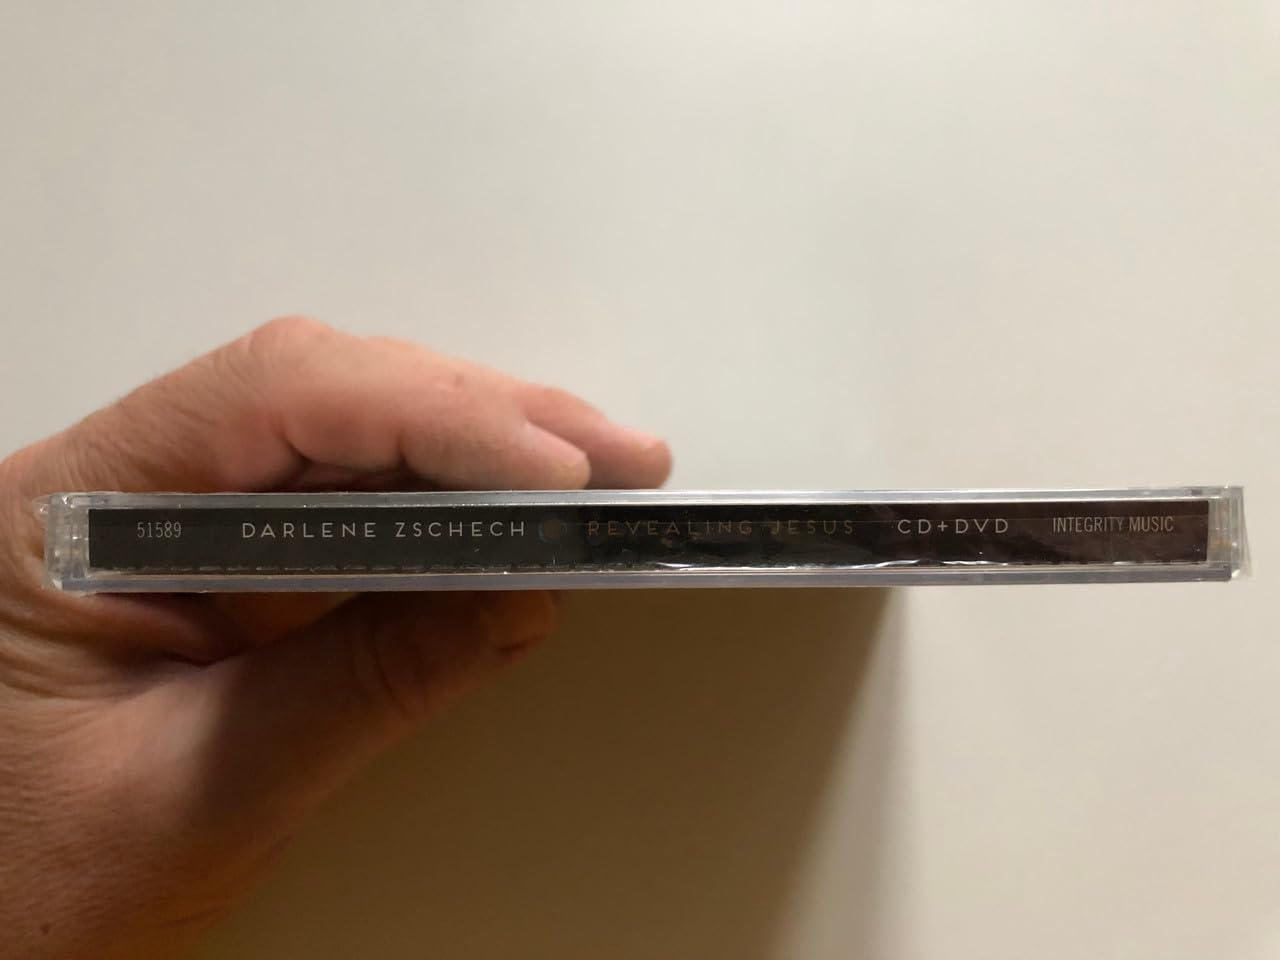 51589 DARLENE ZSCHECH REVEALING JESUS CD+DVD INTEGRITY MUSIC